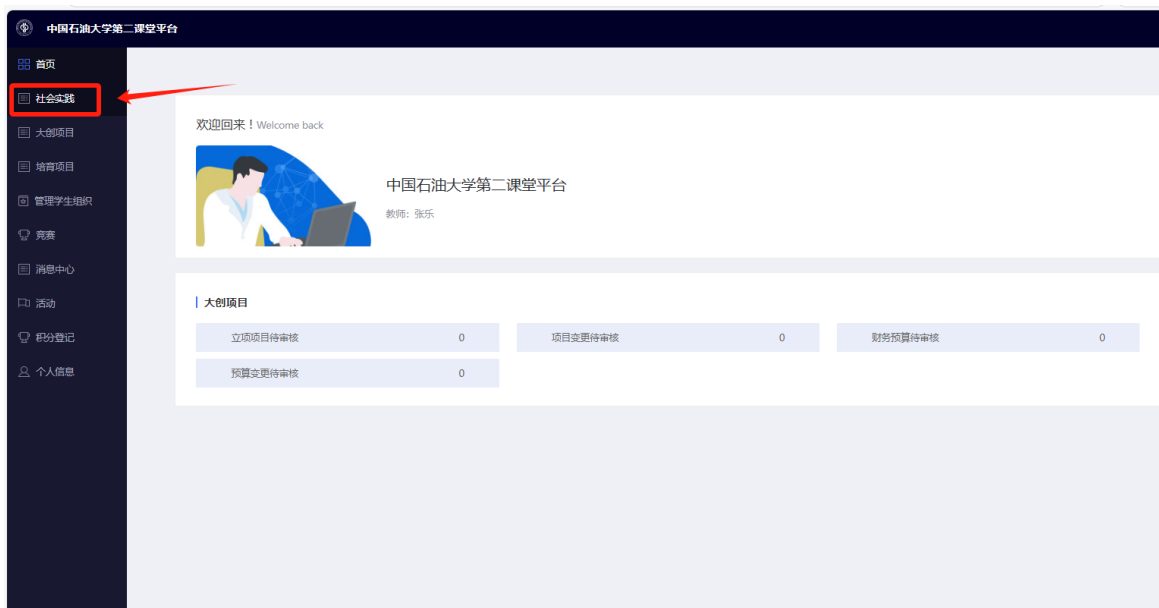 中国石油大学第二课堂平台
首页
社会实践
大创项目
培育项目
管理学生组织
竞赛
消息中心
活动
积分登记
个人信息
欢迎回来！Welcome back
中国石油大学第二课堂平台
教师：张乐
大创项目
立项项目待审核 0
项目变更待审核 0
财务预算待审核 0
预算变更待审核 0